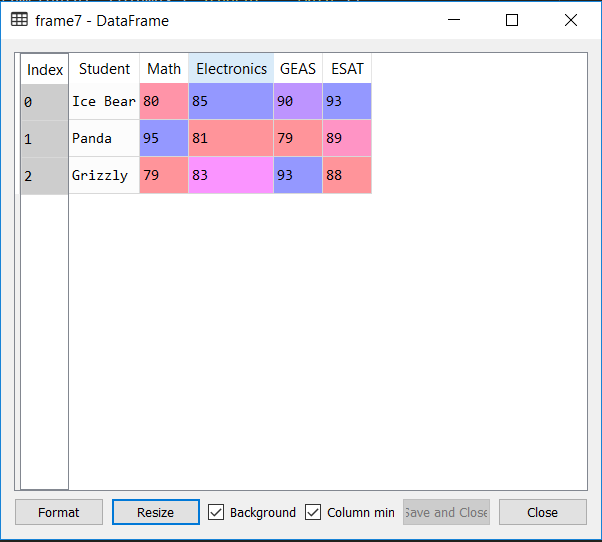 frame7 - DataFrame
Index Student Math Electronics GEAS ESAT
0 Ice Bear 80 85 90 93
1 Panda 95 81 79 89
2 Grizzly 79 83 93 88
Format Resize Background Column min Save and Close Close